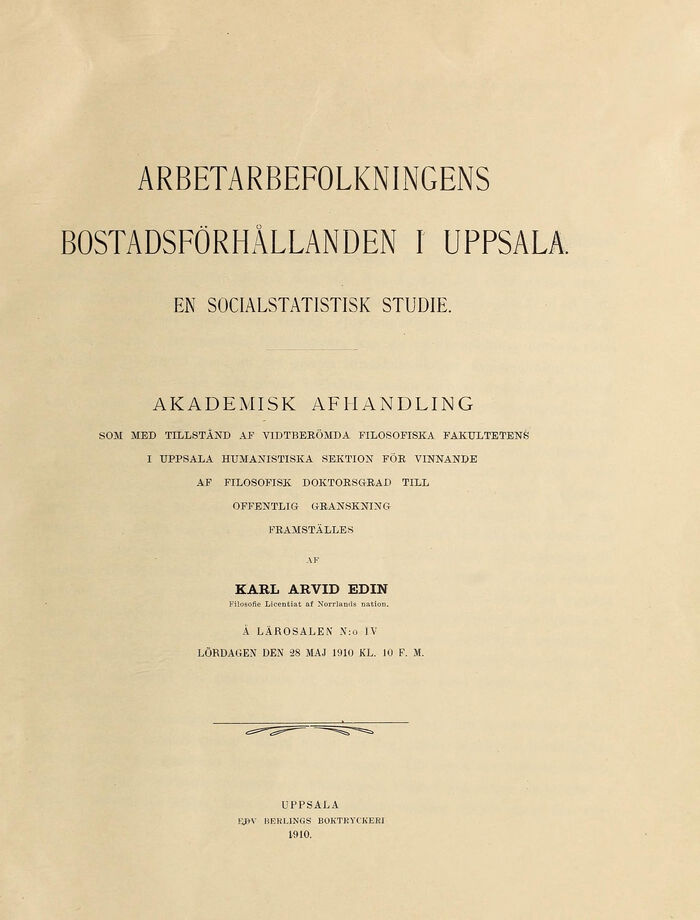 ARBETARBEFOLKNINGENS
BOSTADSFÖRHÅLLANDEN I UPPSALA.
EN SOCIALSTATISTISK STUDIE.
AKADEMISK AFHANDLING
SOM MED TILLSTÅND AF VIDTBERÖMDA FILOSOFISKA FAKULTETENS
I UPPSALA HUMANISTISKA SEKTION FÖR VINNANDE
AF FILOSOFISK DOKTORSGRAD TILL
OFFENTLIG GRANSKNING
FRAMSTÄLLES
AF
KARL ARVID EDIN
Filosofie Licentiat af Norrlands nation.
Å LÄROSALEN N:o IV
LÖRDAGEN DEN 28 MAJ 1910 KL. 10 F. M.
UPPSALA
EDV BERLINGS BOKTRYCKERI
1910.